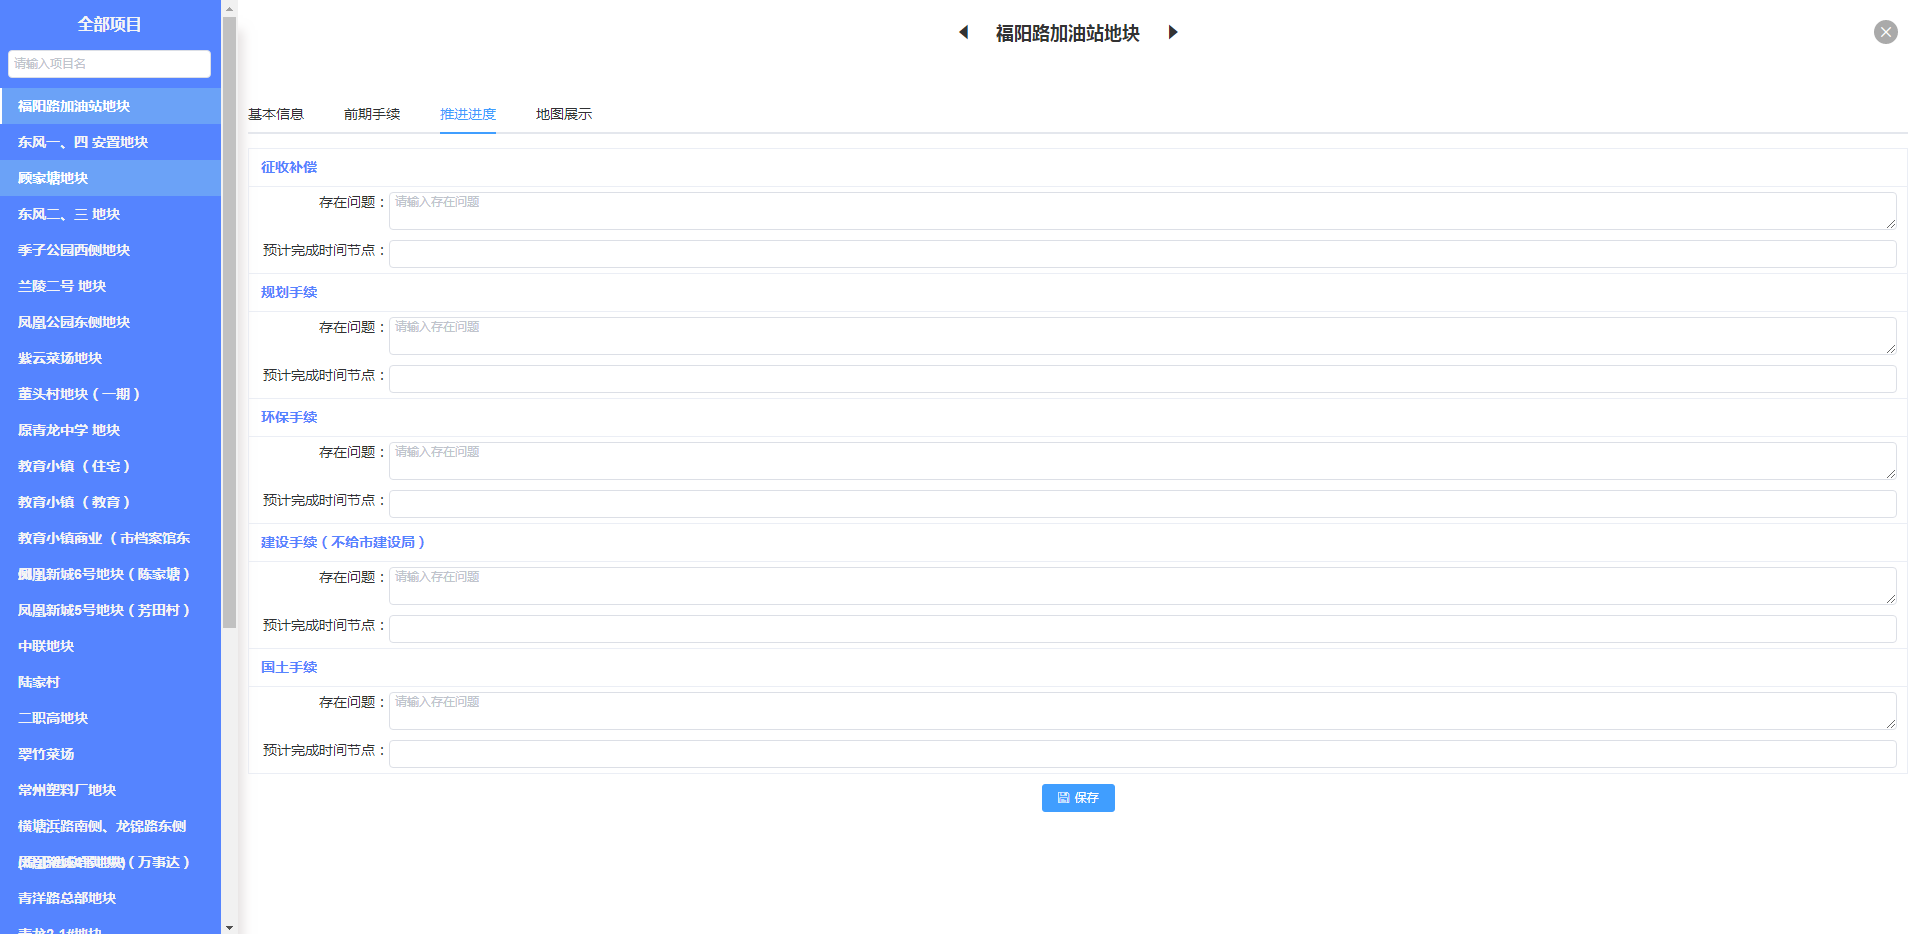 全部项目
请输入项目名
福阳路加油站地块
东风一、四 安置地块
顾家塘地块
东风二、三 地块
季子公园西侧地块
兰陵二号 地块
凤凰公园东侧地块
紫云菜场地块
董头村地块（一期）
原青龙中学 地块
教育小镇 （住宅）
教育小镇 （教育）
教育小镇商业 （市档案馆东
凤凰新城6号地块（陈家塘）
凤凰新城5号地块（芳田村）
中联地块
陆家村
二职高地块
翠竹菜场
常州塑料厂地块
横塘浜路南侧、龙锦路东侧
（万事达）
青洋路总部地块
青龙2-1#地块
福阳路加油站地块
基本信息
前期手续
推进进度
地图展示
征收补偿
存在问题：
请输入存在问题
预计完成时间节点：
规划手续
存在问题：
请输入存在问题
预计完成时间节点：
环保手续
存在问题：
请输入存在问题
预计完成时间节点：
建设手续（不给市建设局）
存在问题：
请输入存在问题
预计完成时间节点：
国土手续
存在问题：
请输入存在问题
预计完成时间节点：
保存